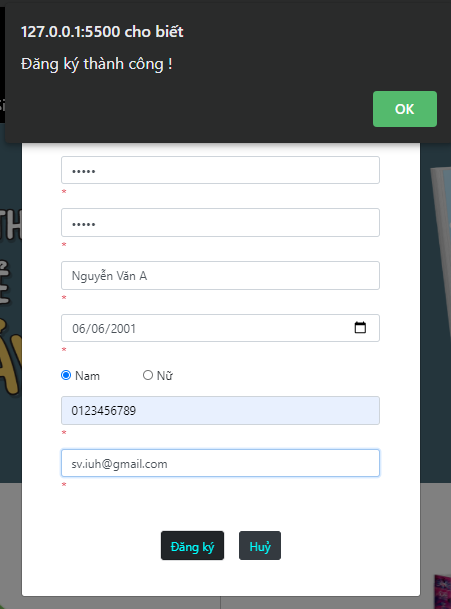 127.0.0.1:5500 cho biết
Đăng ký thành công !
OK
•••••
*
•••••
*
Nguyễn Văn A
*
06/06/2001
*
Nam Nữ
0123456789
*
sv.iuh@gmail.com
*
Đăng ký Huỷ